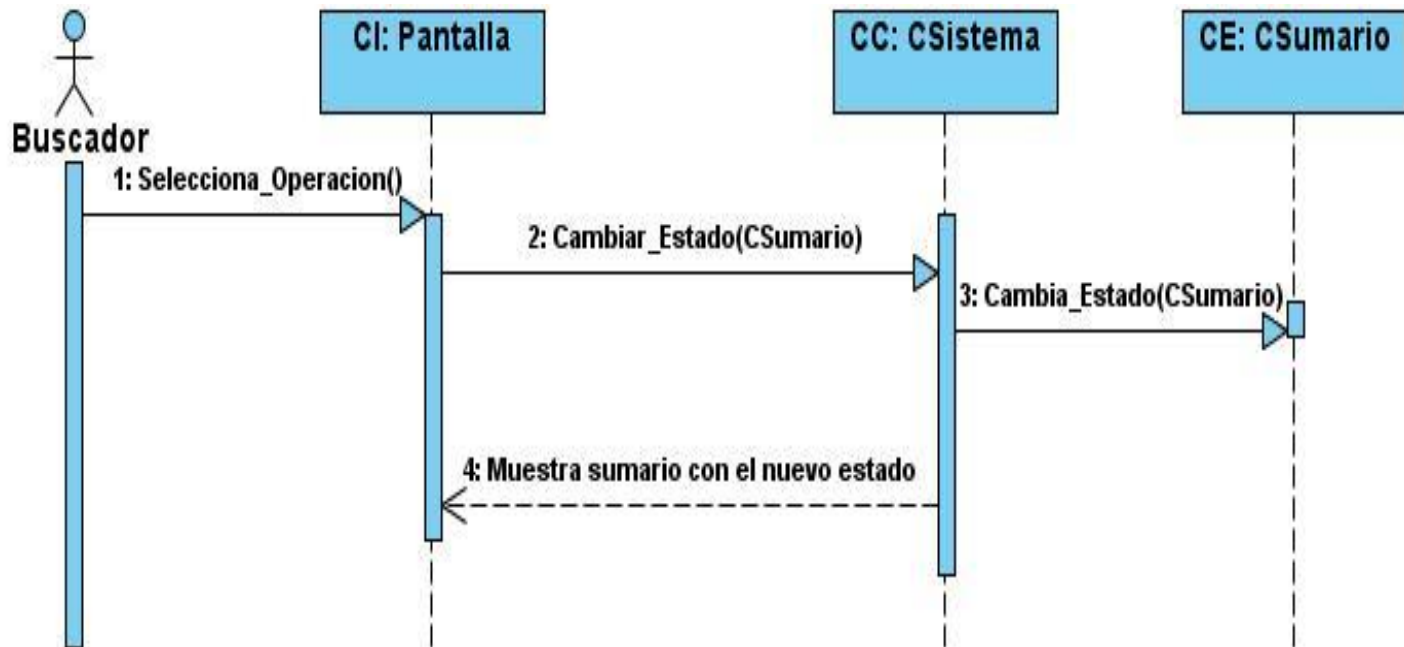 CI: Pantalla
CC: CSistema
CE: CSumario
Buscador
1: Selecciona_Operacion()
2: Cambiar_Estado(CSumario)
3: Cambia_Estado(CSumario)
4: Muestra sumario con el nuevo estado